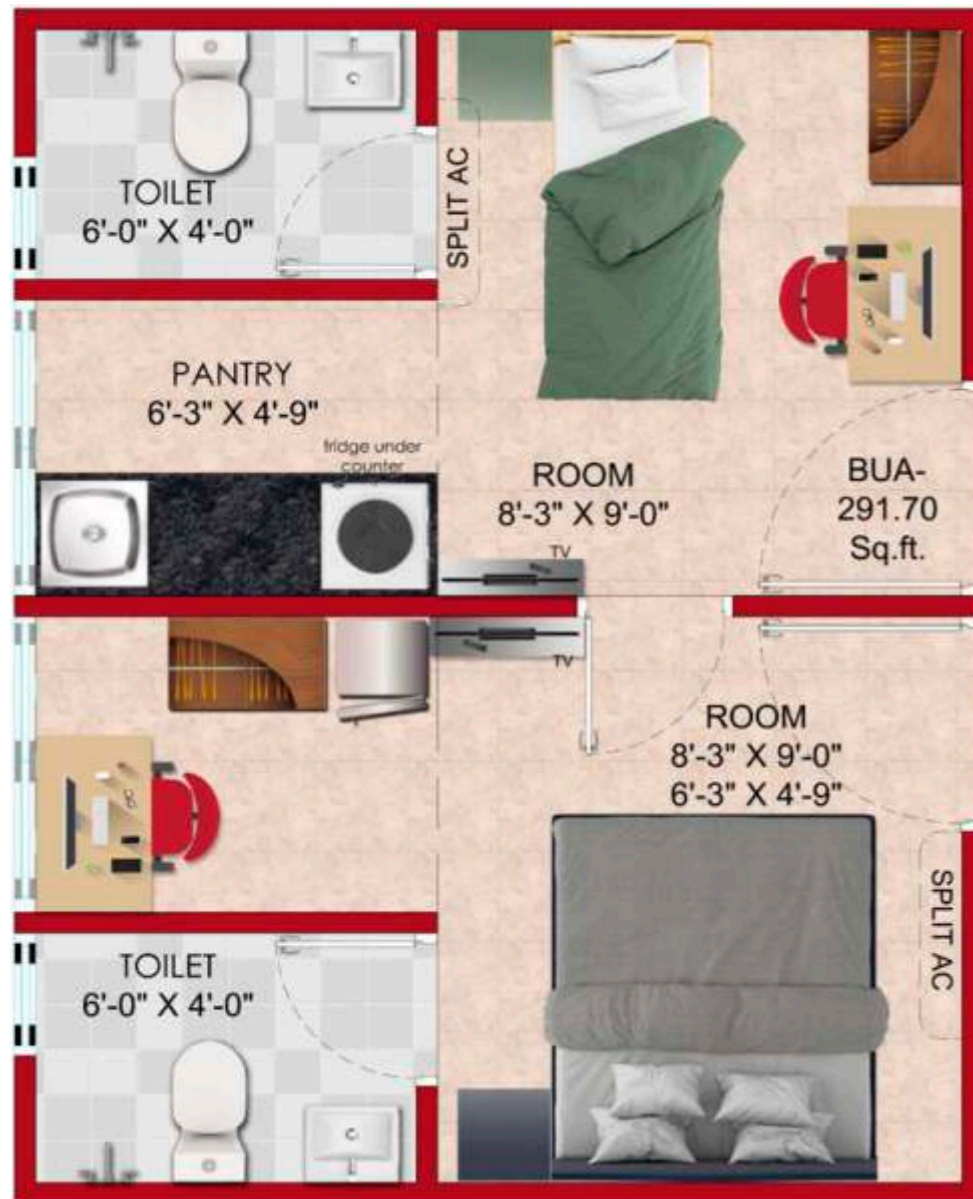 TOILET
6'-0" X 4'-0"
SPLIT AC
PANTRY
6'-3" X 4'-9"
fridge under
counter
ROOM
8'-3" X 9'-0"
BUA-
291.70
Sq.ft.
TV
TV
ROOM
8'-3" X 9'-0"
6'-3" X 4'-9"
SPLIT AC
TOILET
6'-0" X 4'-0"